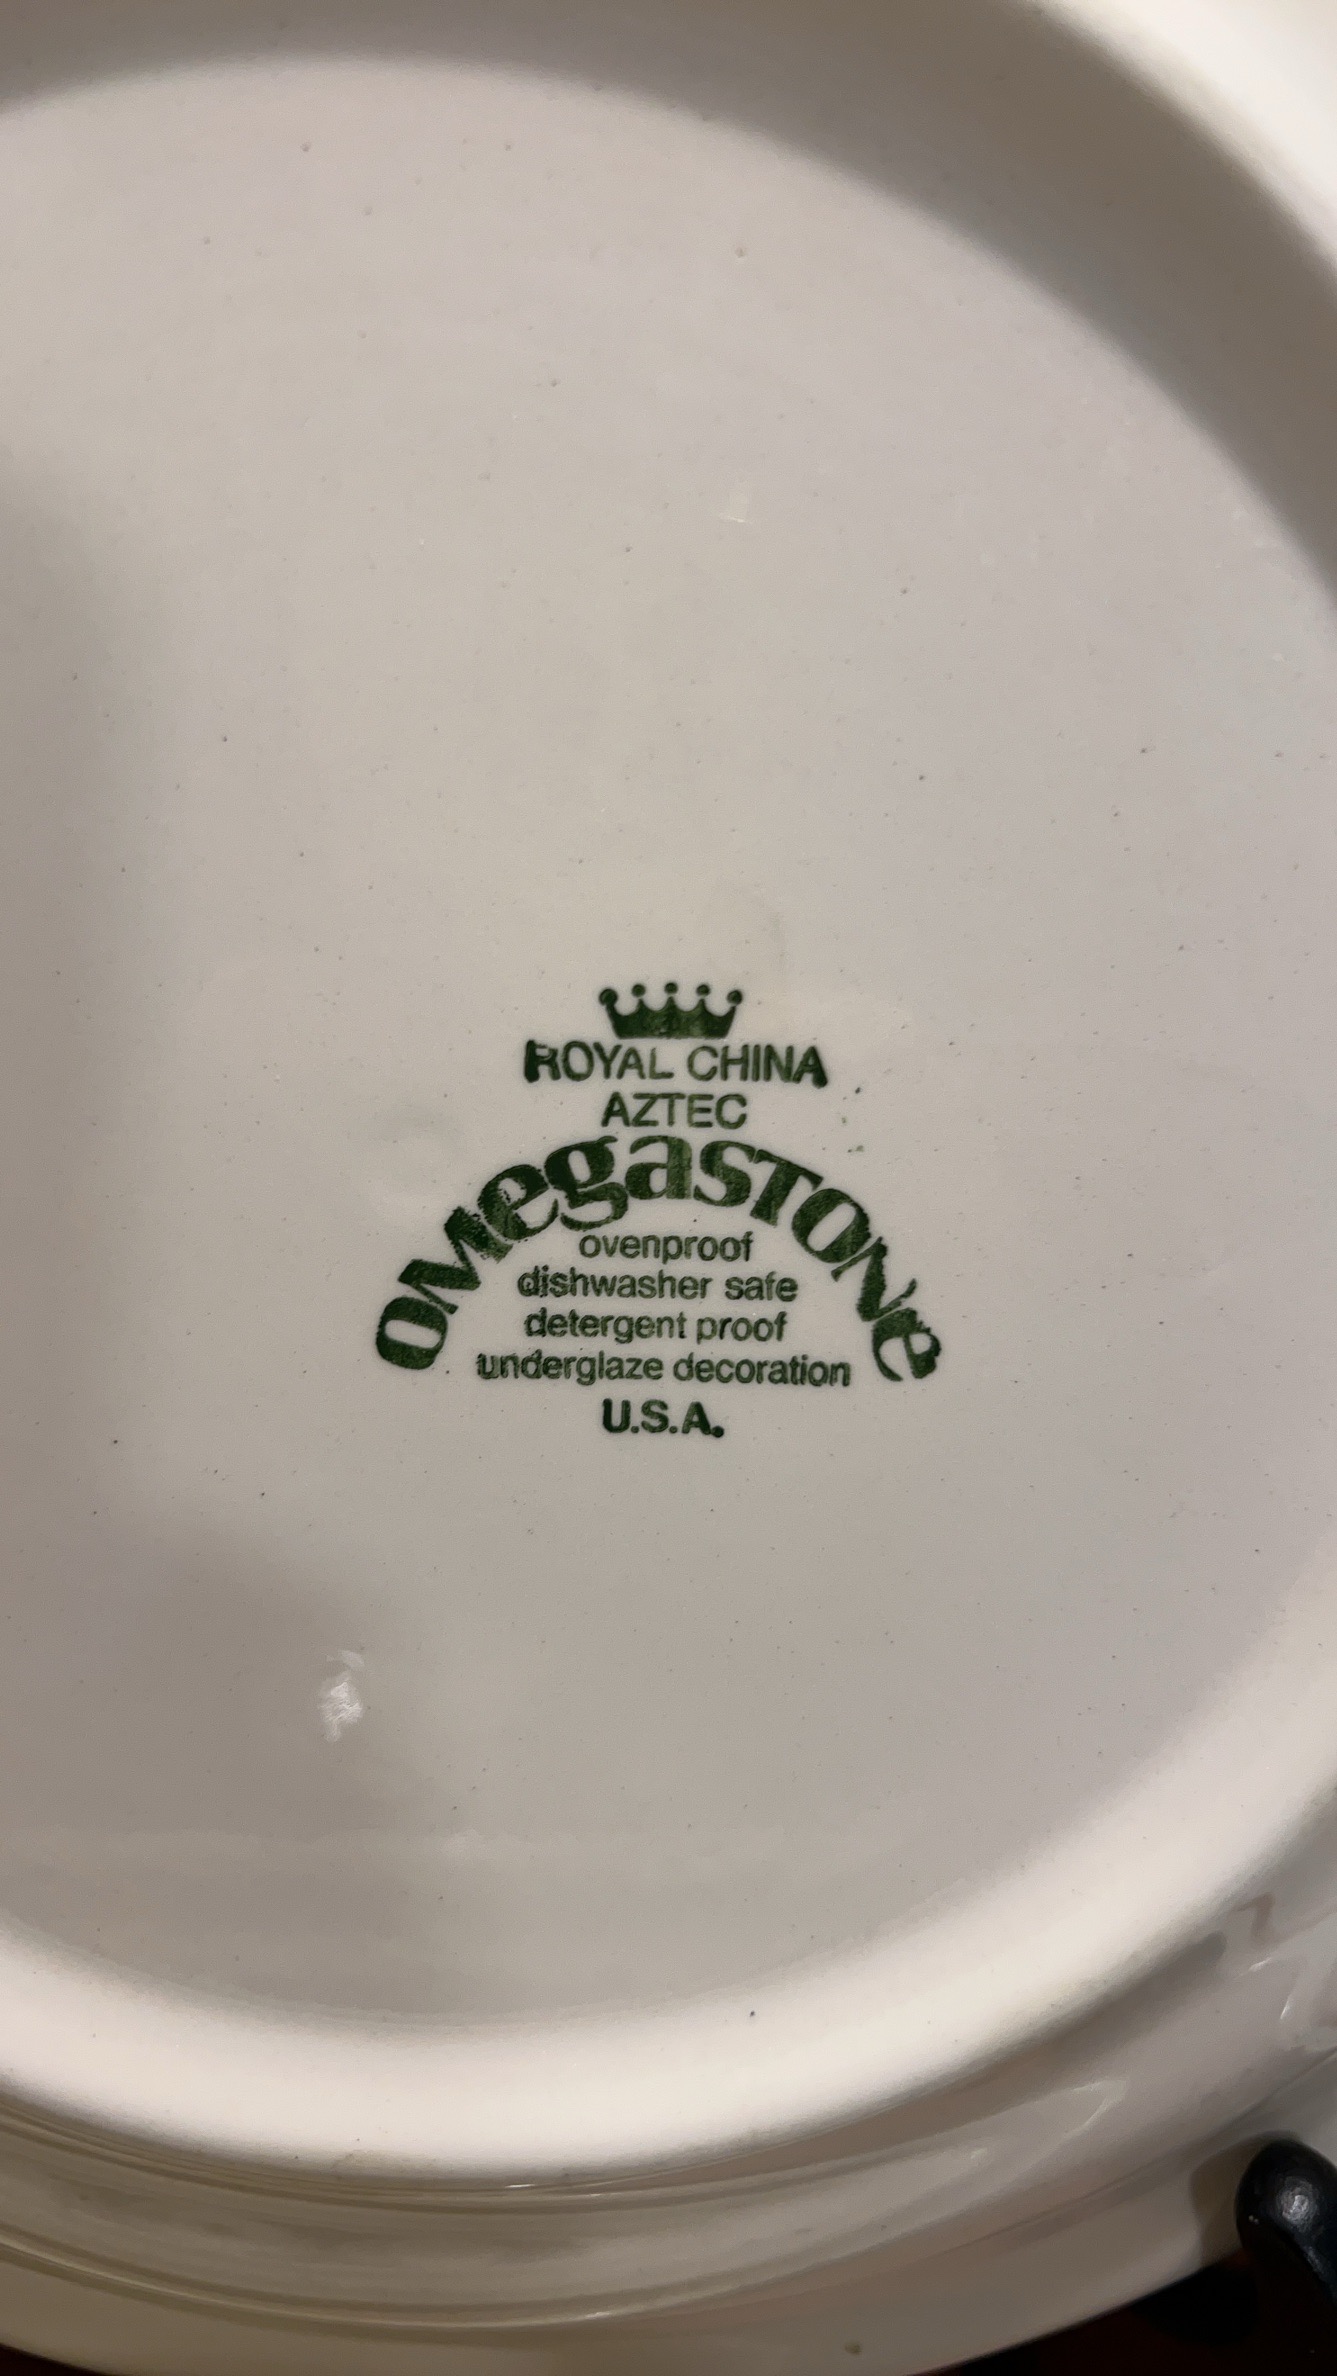 ROYAL CHINA
AZTEC
OMegaSTONe
ovenproof
dishwasher safe
detergent proof
underglaze decoration
U.S.A.